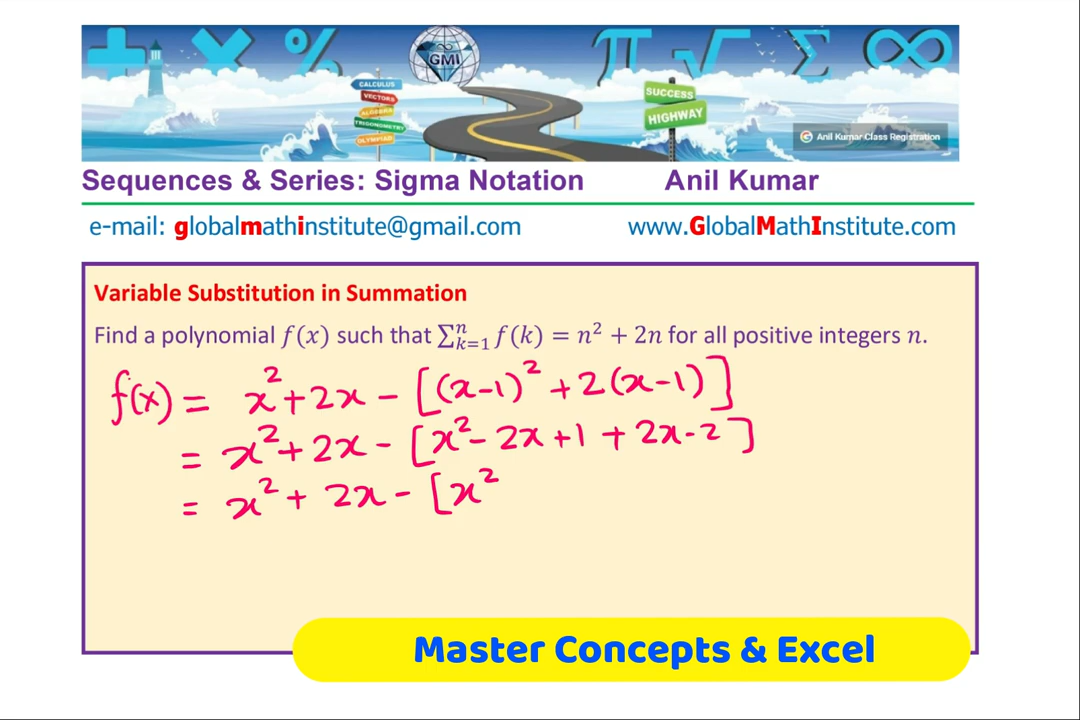 GMI
CALCULUS
VECTORS
ALGEBRA
TRIGONOMETRY
OLYMPIAD
SUCCESS
HIGHWAY
G Anil Kumar Class Registration
Sequences & Series: Sigma Notation Anil Kumar
e-mail: globalmathinstitute@gmail.com www.GlobalMathInstitute.com
Variable Substitution in Summation
Find a polynomial f(x) such that ∑ₖ₌₁ⁿ f(k) = n² + 2n for all positive integers n.
f(x) = x² + 2x − [(x−1)² + 2(x−1)]
= x² + 2x − [x² − 2x + 1 + 2x − 2]
= x² + 2x − [x²
Master Concepts & Excel